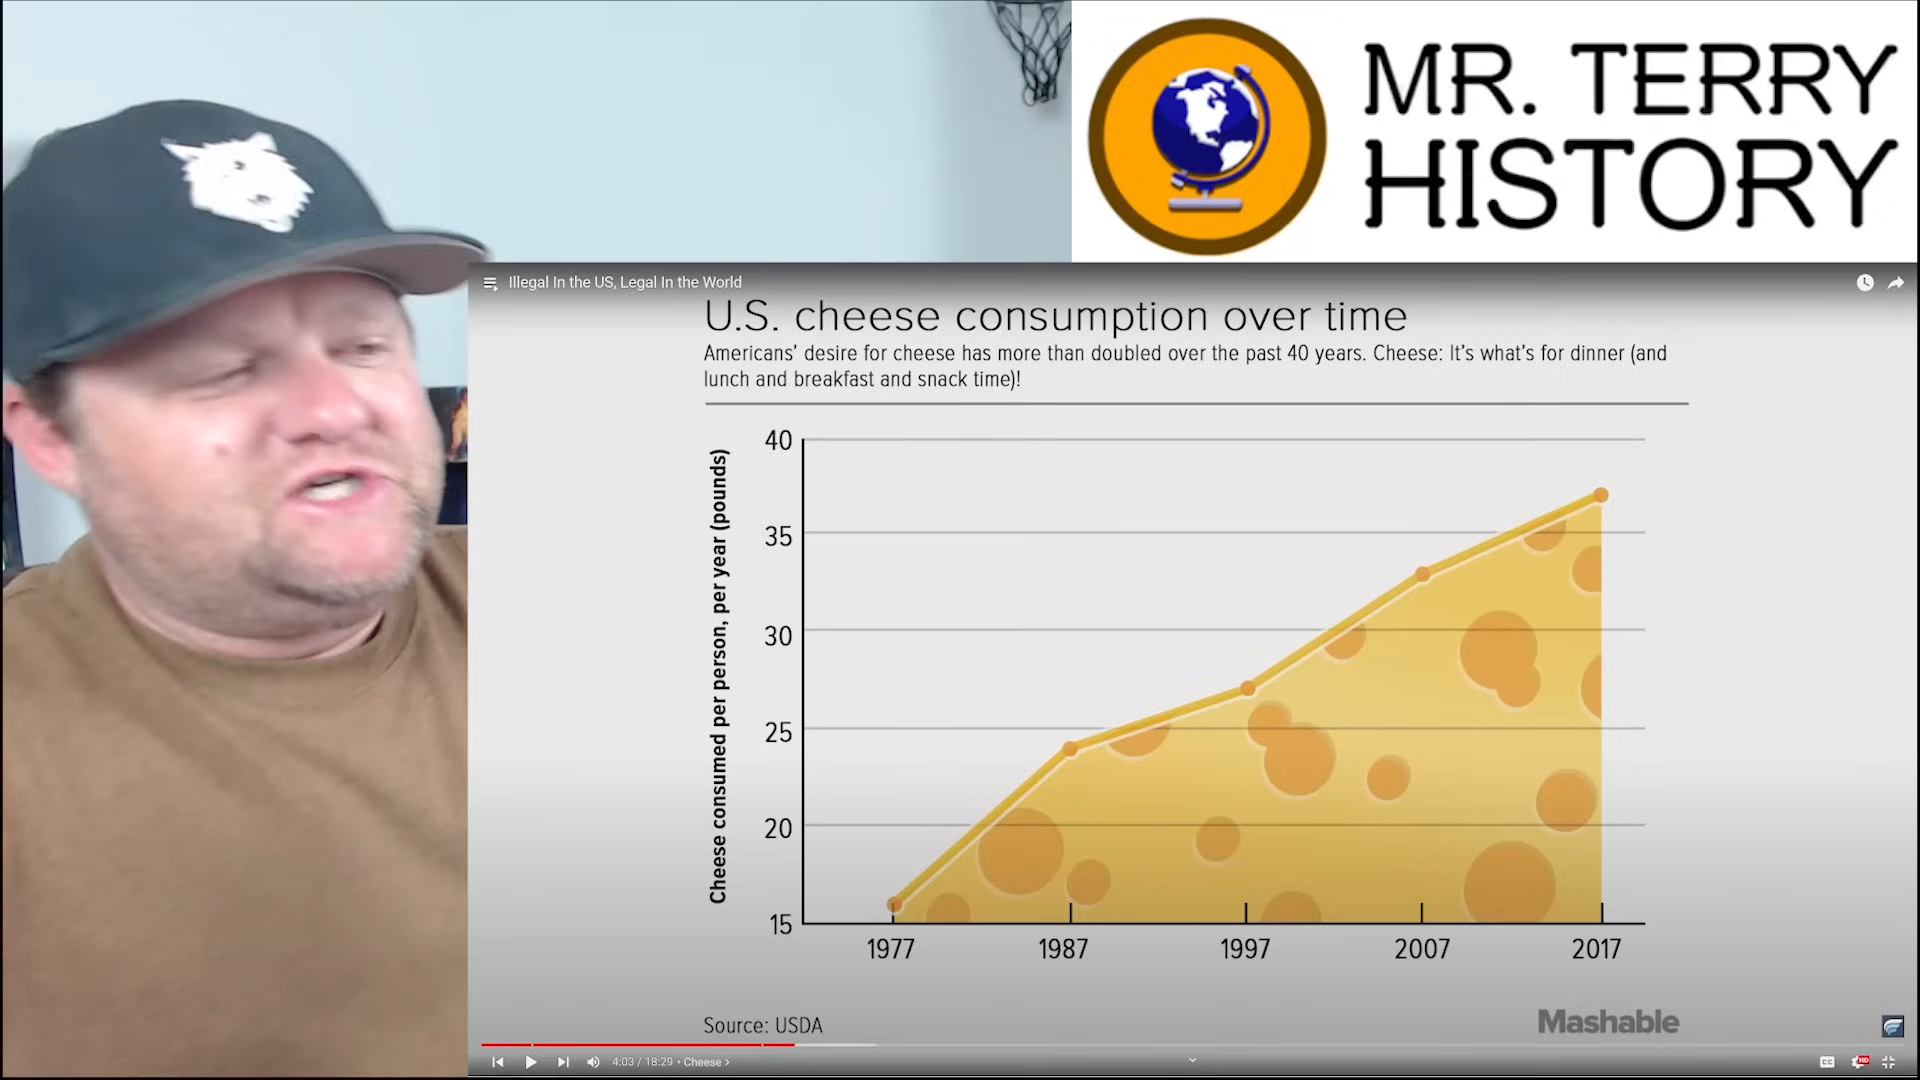 MR. TERRY
HISTORY
Illegal In the US, Legal In the World
U.S. cheese consumption over time
Americans' desire for cheese has more than doubled over the past 40 years. Cheese: It's what's for dinner (and
lunch and breakfast and snack time)!
Cheese consumed per person, per year (pounds)
40
35
30
25
20
15
1977 1987 1997 2007 2017
Source: USDA
Mashable
4:03 / 18:29 • Cheese >
CC
HD